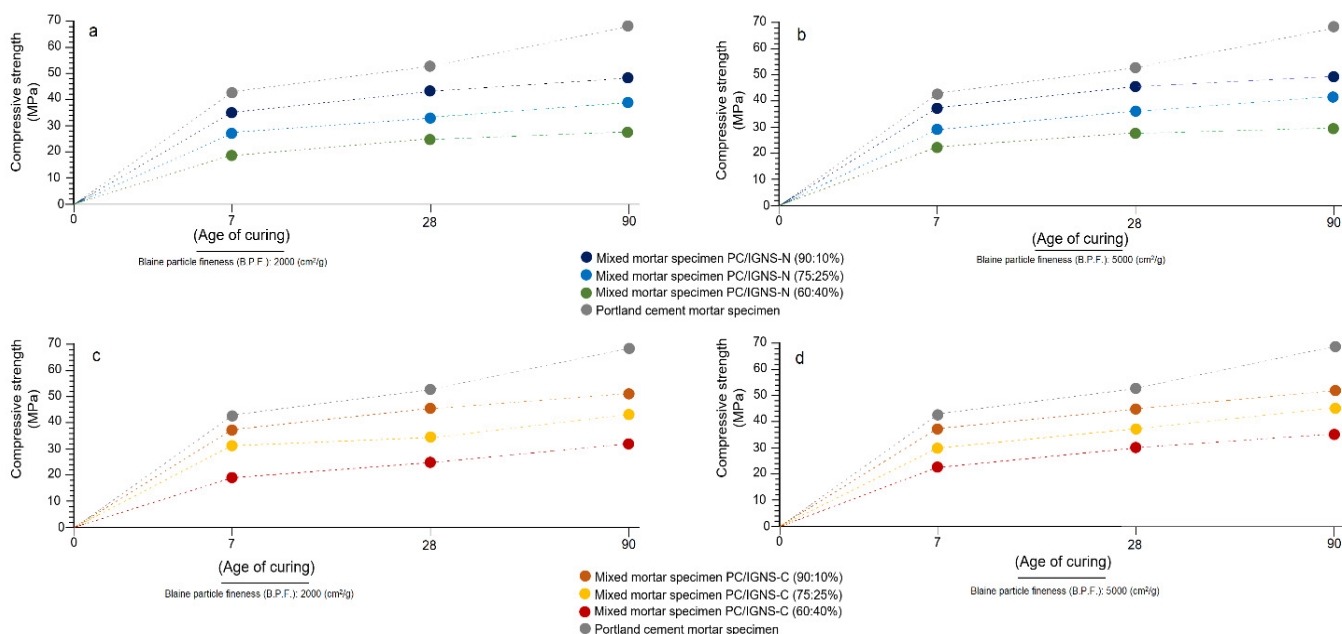 a
Compressive strength
(MPa)
70
60
50
40
30
20
10
0
0
7
28
90
(Age of curing)
Blaine particle fineness (B.P.F.): 2000 (cm²/g)
b
Compressive strength
(MPa)
70
60
50
40
30
20
10
0
0
7
28
90
(Age of curing)
Blaine particle fineness (B.P.F.): 5000 (cm²/g)
Mixed mortar specimen PC/IGNS-N (90:10%)
Mixed mortar specimen PC/IGNS-N (75:25%)
Mixed mortar specimen PC/IGNS-N (60:40%)
Portland cement mortar specimen
c
Compressive strength
(MPa)
70
60
50
40
30
20
10
0
0
7
28
90
(Age of curing)
Blaine particle fineness (B.P.F.): 2000 (cm²/g)
d
Compressive strength
(MPa)
70
60
50
40
30
20
10
0
0
7
28
90
(Age of curing)
Blaine particle fineness (B.P.F.): 5000 (cm²/g)
Mixed mortar specimen PC/IGNS-C (90:10%)
Mixed mortar specimen PC/IGNS-C (75:25%)
Mixed mortar specimen PC/IGNS-C (60:40%)
Portland cement mortar specimen